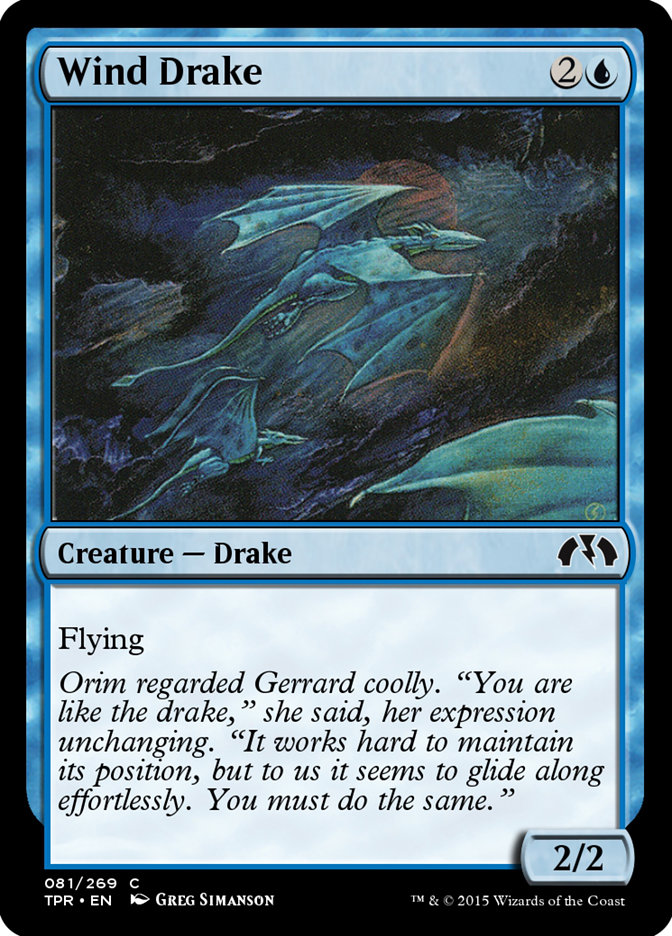 Wind Drake 2
Creature — Drake
Flying
Orim regarded Gerrard coolly. “You are
like the drake,” she said, her expression
unchanging. “It works hard to maintain
its position, but to us it seems to glide along
effortlessly. You must do the same.”
2/2
081/269 C
TPR • EN Greg Simanson ™ & © 2015 Wizards of the Coast